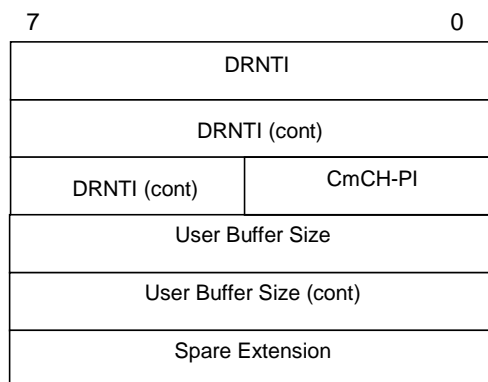 7 0
DRNTI
DRNTI (cont)
DRNTI (cont) CmCH-PI
User Buffer Size
User Buffer Size (cont)
Spare Extension